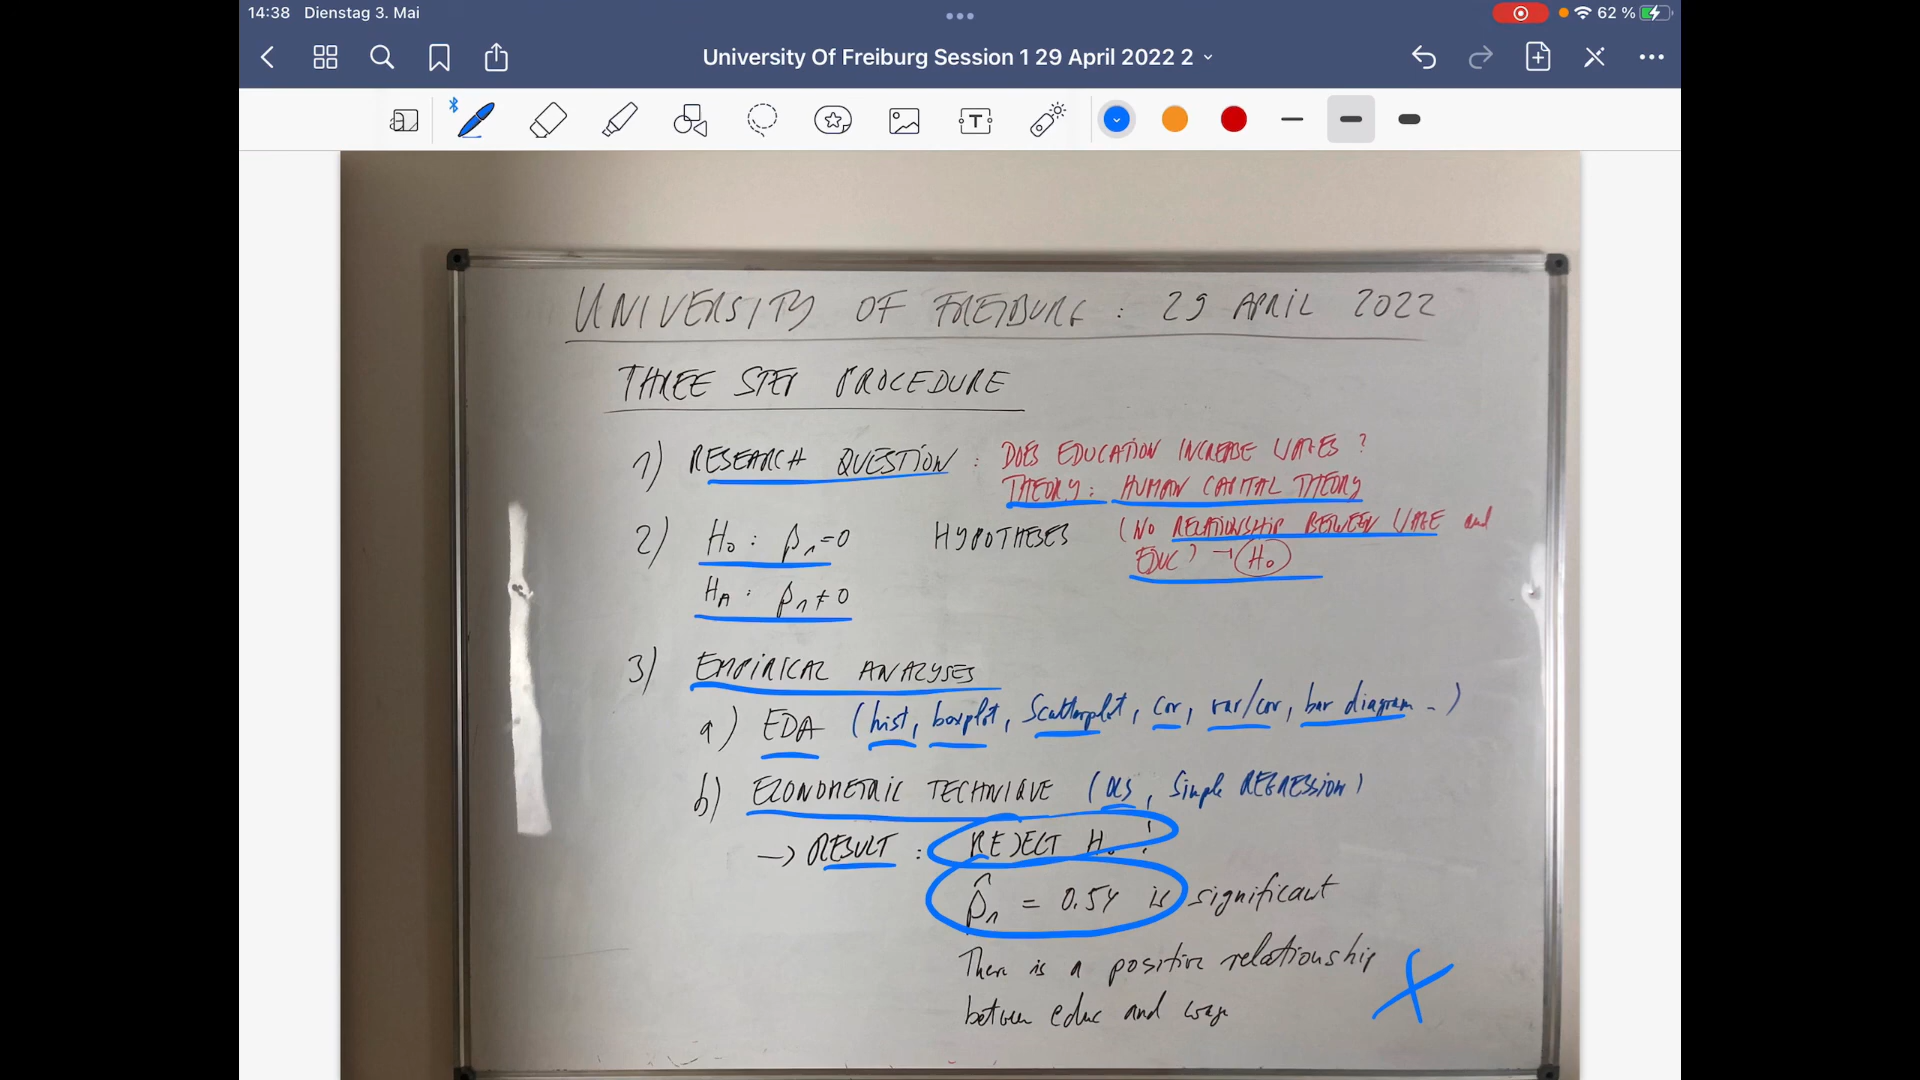 14:38 Dienstag 3. Mai
62 %
University Of Freiburg Session 1 29 April 2022 2
UNIVERSITY OF FREIBURG : 29 APRIL 2022
THREE STEP PROCEDURE
1) RESEARCH QUESTION : DOES EDUCATION INCREASE WAGES ?
THEORY : HUMAN CAPITAL THEORY
2) H₀ : β₁ = 0 HYPOTHESES (NO RELATIONSHIP BETWEEN WAGE and
EDUC) → H₀
H_A : β₁ ≠ 0
3) EMPIRICAL ANALYSES
a) EDA (hist, boxplot, Scatterplot, cor, var/cov, bar diagram - )
b) ECONOMETRIC TECHNIQUE (OLS, Simple REGRESSION)
→ RESULT : REJECT H₀ !
β̂₁ = 0.54 is significant
There is a positive relationship
between educ and wage